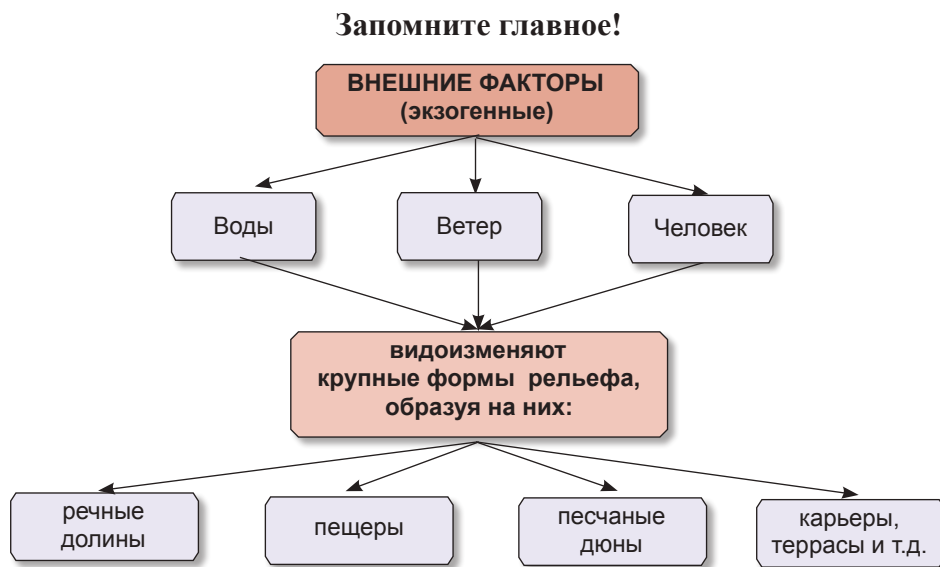 Запомните главное!
ВНЕШНИЕ ФАКТОРЫ
(экзогенные)
Воды
Ветер
Человек
видоизменяют
крупные формы рельефа,
образуя на них:
речные
долины
пещеры
песчаные
дюны
карьеры,
террасы и т.д.